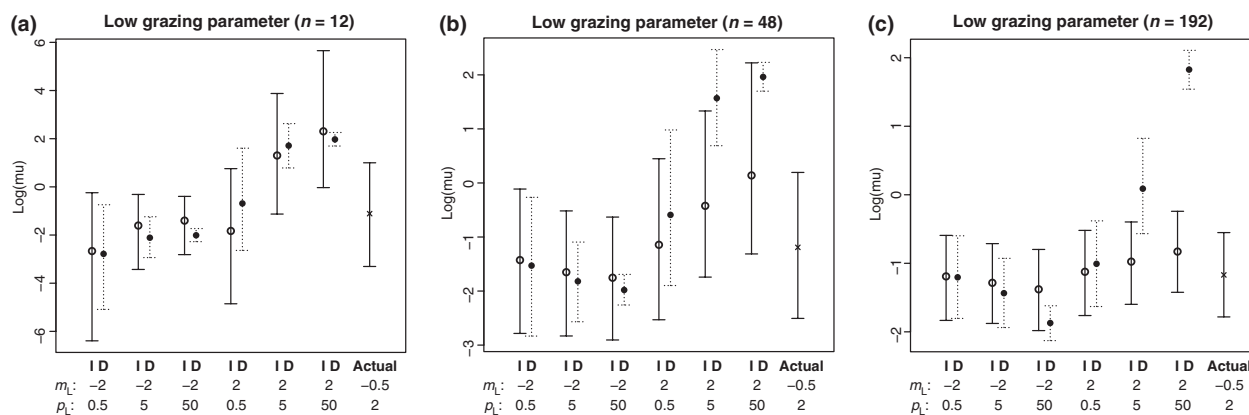 (a) Low grazing parameter (n = 12)
Log(mu)
6
4
2
0
−2
−4
−6
I D I D I D I D I D I D Actual
mL: −2 −2 −2 2 2 2 −0.5
pL: 0.5 5 50 0.5 5 50 2
(b) Low grazing parameter (n = 48)
Log(mu)
2
1
0
−1
−2
−3
I D I D I D I D I D I D Actual
mL: −2 −2 −2 2 2 2 −0.5
pL: 0.5 5 50 0.5 5 50 2
(c) Low grazing parameter (n = 192)
Log(mu)
2
1
0
−1
−2
I D I D I D I D I D I D Actual
mL: −2 −2 −2 2 2 2 −0.5
pL: 0.5 5 50 0.5 5 50 2